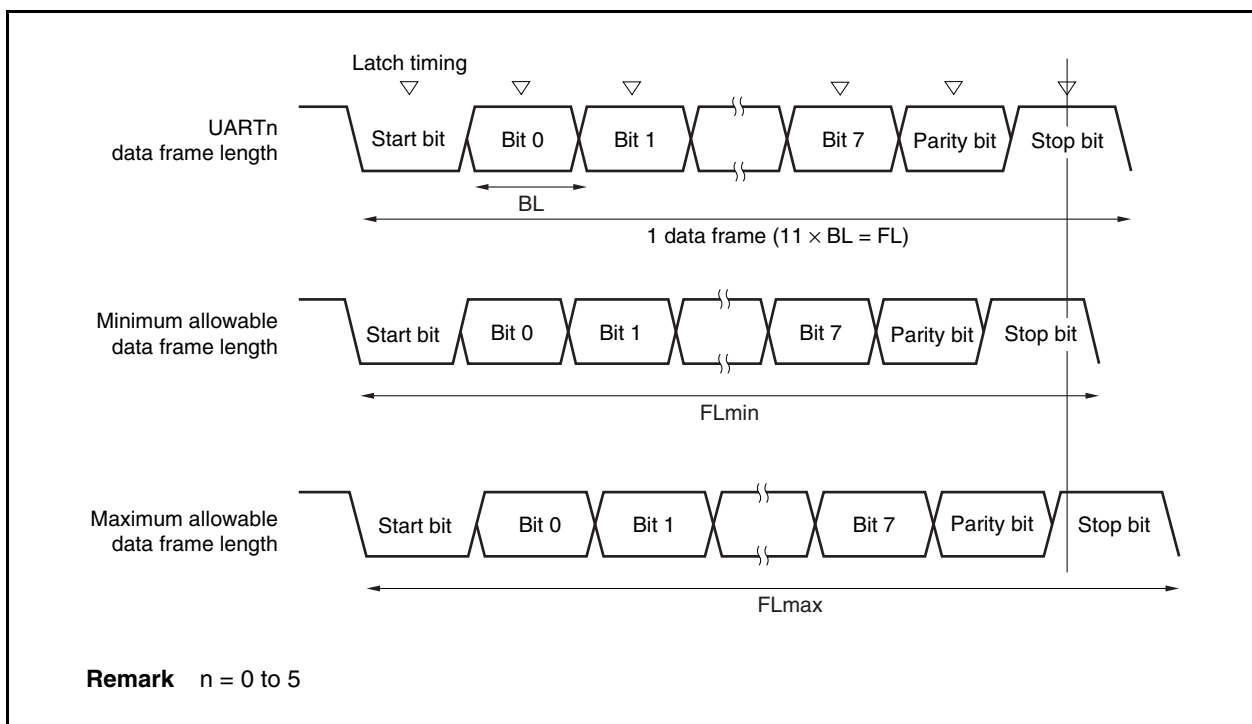 Latch timing
UARTn
data frame length
Start bit
Bit 0
Bit 1
Bit 7
Parity bit
Stop bit
BL
1 data frame (11 × BL = FL)
Minimum allowable
data frame length
Start bit
Bit 0
Bit 1
Bit 7
Parity bit
Stop bit
FLmin
Maximum allowable
data frame length
Start bit
Bit 0
Bit 1
Bit 7
Parity bit
Stop bit
FLmax
Remark n = 0 to 5